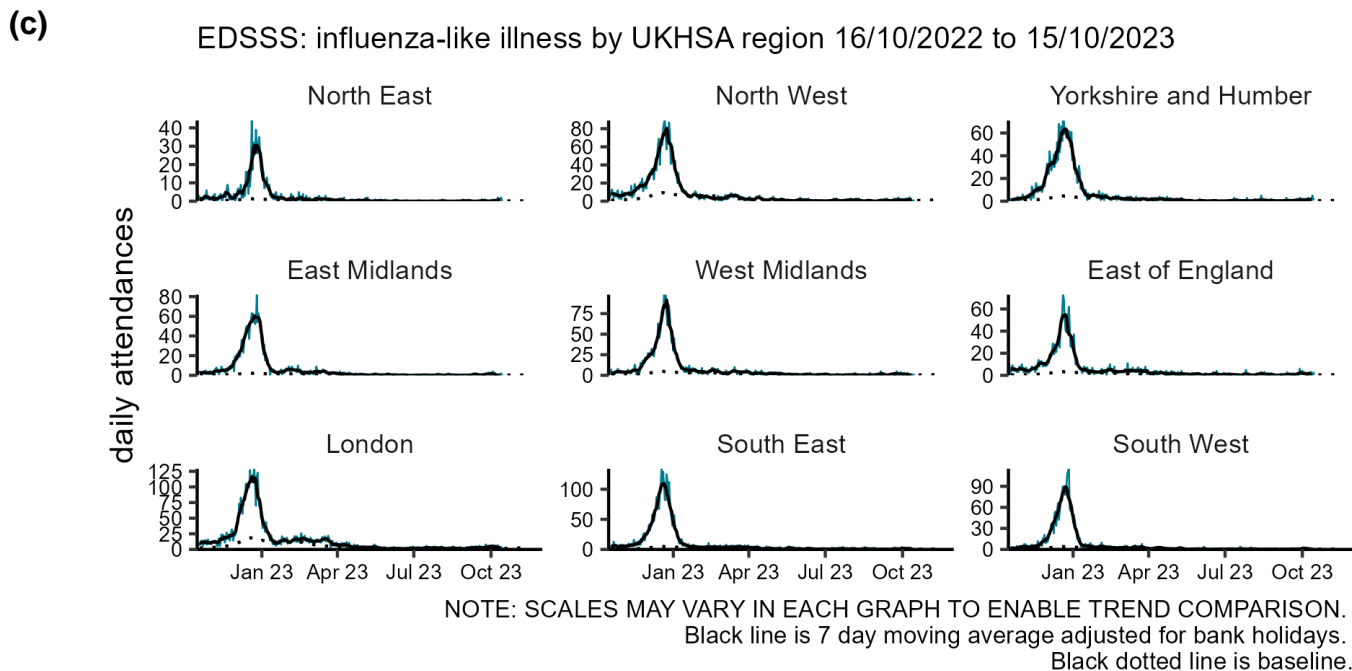 (c)
EDSSS: influenza-like illness by UKHSA region 16/10/2022 to 15/10/2023
daily attendances
North East
40
30
20
10
0
North West
80
60
40
20
0
Yorkshire and Humber
60
40
20
0
East Midlands
80
60
40
20
0
West Midlands
75
50
25
0
East of England
60
40
20
0
London
125
100
75
50
25
0
Jan 23 Apr 23 Jul 23 Oct 23
South East
100
50
0
Jan 23 Apr 23 Jul 23 Oct 23
South West
90
60
30
0
Jan 23 Apr 23 Jul 23 Oct 23
NOTE: SCALES MAY VARY IN EACH GRAPH TO ENABLE TREND COMPARISON.
Black line is 7 day moving average adjusted for bank holidays.
Black dotted line is baseline.